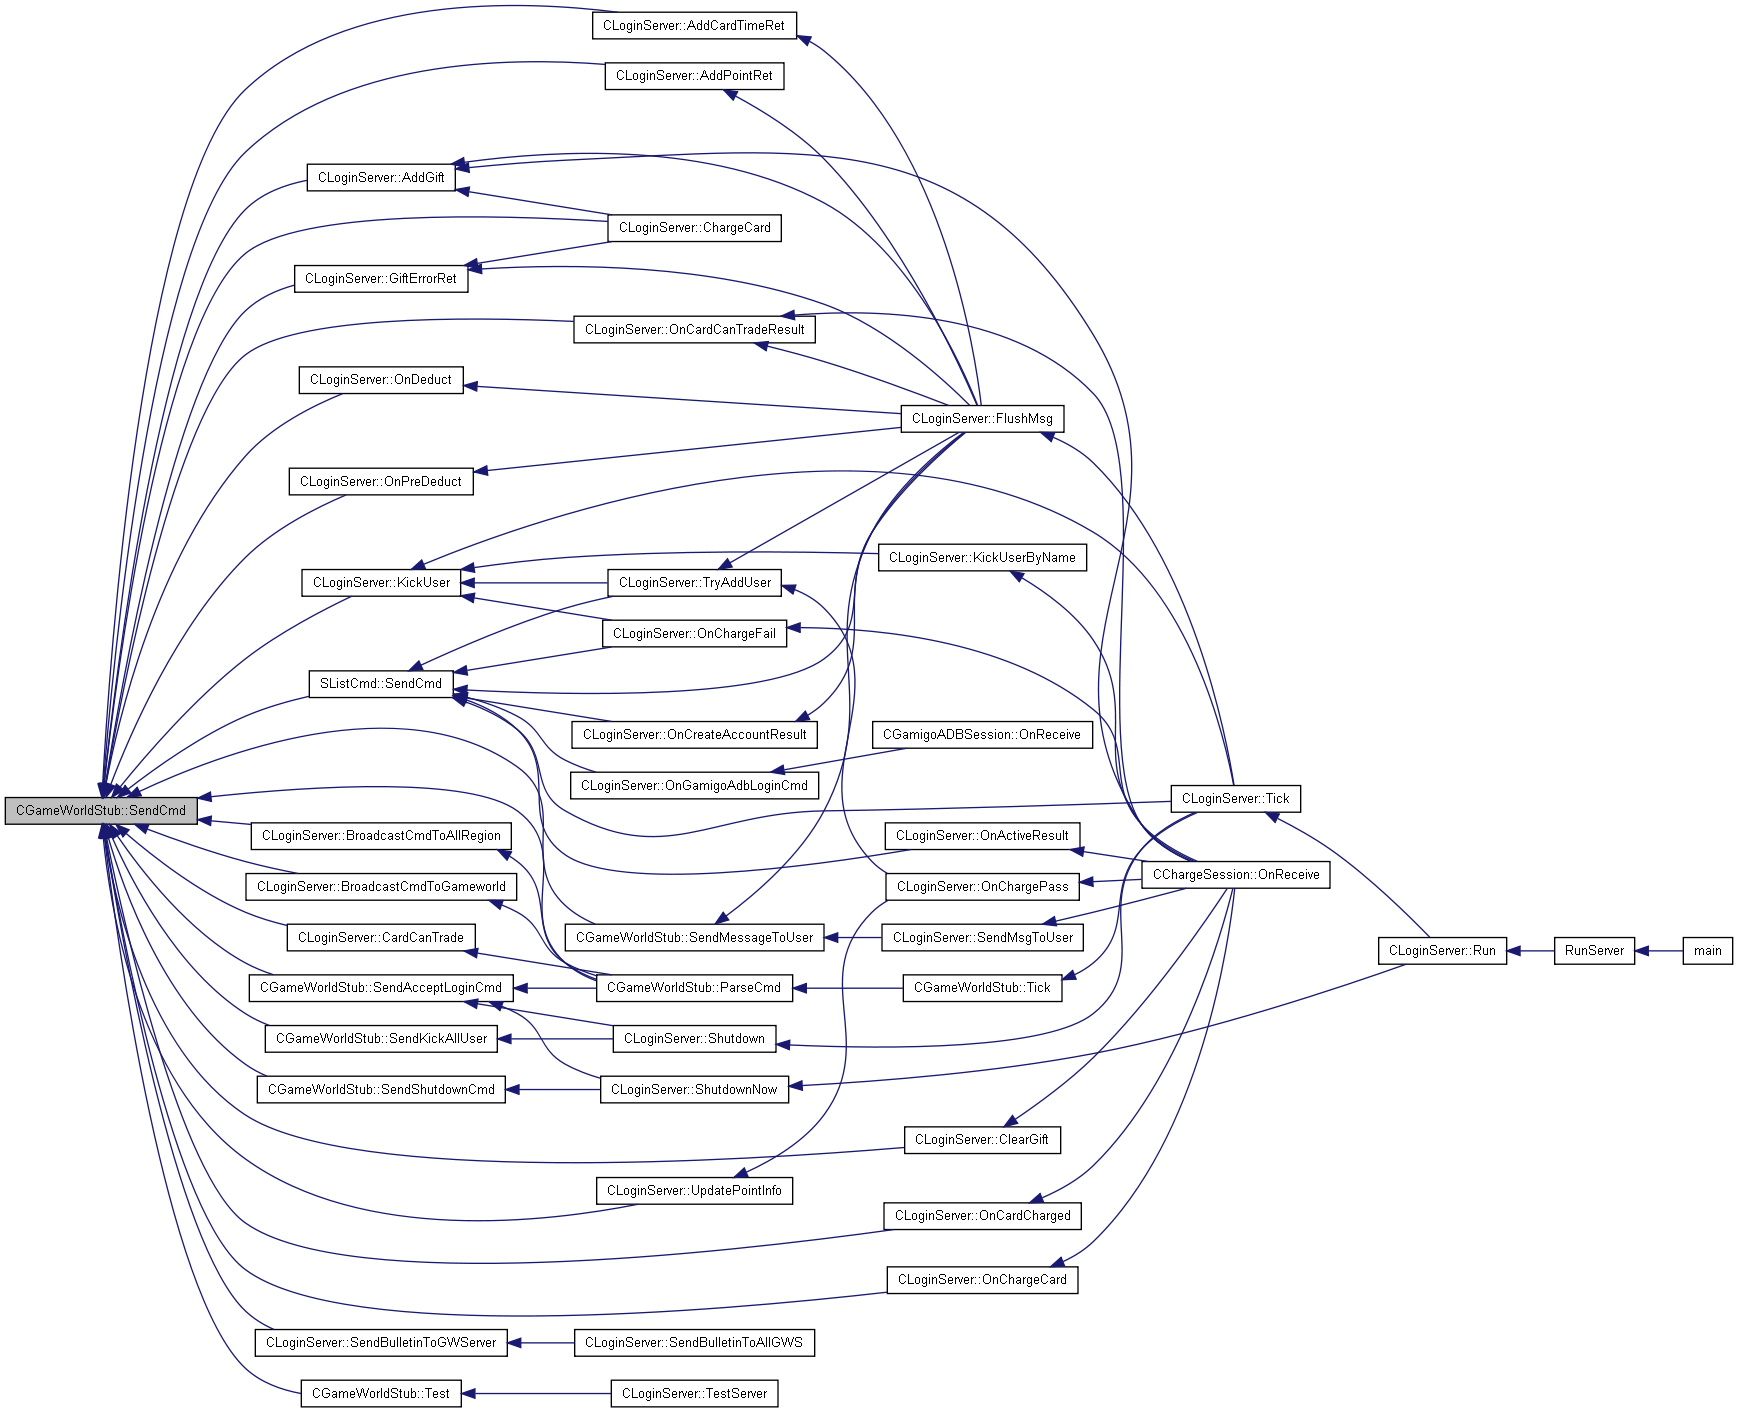 CLoginServer::AddCardTimeRet
CLoginServer::AddPointRet
CLoginServer::AddGift
CLoginServer::ChargeCard
CLoginServer::GiftErrorRet
CLoginServer::OnCardCanTradeResult
CLoginServer::OnDeduct
CLoginServer::FlushMsg
CLoginServer::OnPreDeduct
CLoginServer::KickUserByName
CLoginServer::KickUser
CLoginServer::TryAddUser
CLoginServer::OnChargeFail
SListCmd::SendCmd
CLoginServer::OnCreateAccountResult
CGamigoADBSession::OnReceive
CLoginServer::OnGamigoAdbLoginCmd
CLoginServer::Tick
CGameWorldStub::SendCmd
CLoginServer::BroadcastCmdToAllRegion
CLoginServer::OnActiveResult
CChargeSession::OnReceive
CLoginServer::BroadcastCmdToGameworld
CLoginServer::OnChargePass
CLoginServer::CardCanTrade
CGameWorldStub::SendMessageToUser
CLoginServer::SendMsgToUser
CLoginServer::Run
RunServer
main
CGameWorldStub::SendAcceptLoginCmd
CGameWorldStub::ParseCmd
CGameWorldStub::Tick
CGameWorldStub::SendKickAllUser
CLoginServer::Shutdown
CGameWorldStub::SendShutdownCmd
CLoginServer::ShutdownNow
CLoginServer::ClearGift
CLoginServer::UpdatePointInfo
CLoginServer::OnCardCharged
CLoginServer::OnChargeCard
CLoginServer::SendBulletinToGWServer
CLoginServer::SendBulletinToAllGWS
CGameWorldStub::Test
CLoginServer::TestServer